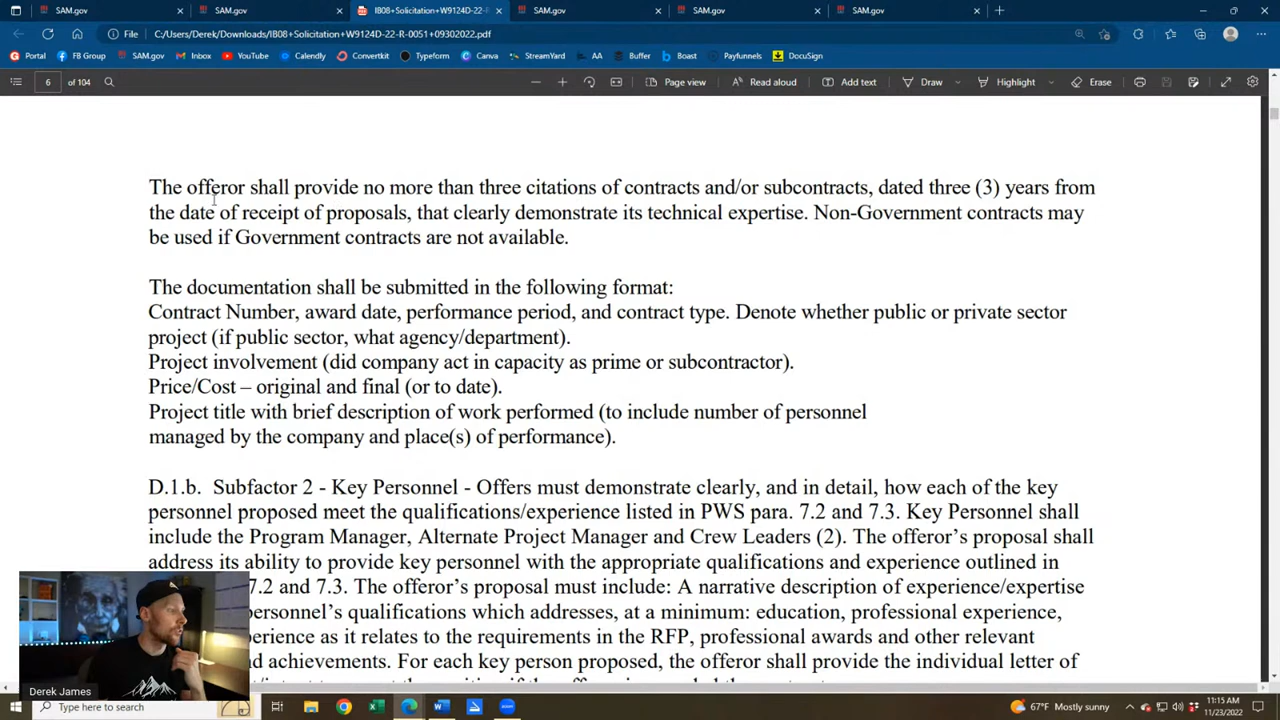 SAM.gov
SAM.gov
IB08+Solicitation+W9124D-22-R-0
SAM.gov
SAM.gov
SAM.gov
File
C:/Users/Derek/Downloads/IB08+Solicitation+W9124D-22-R-0051+09302022.pdf
Portal
FB Group
SAM.gov
Inbox
YouTube
Calendly
Convertkit
Typeform
Canva
StreamYard
AA
Buffer
Boast
Payfunnels
DocuSign
6 of 104
Page view
Read aloud
Add text
Draw
Highlight
Erase
The offeror shall provide no more than three citations of contracts and/or subcontracts, dated three (3) years from
the date of receipt of proposals, that clearly demonstrate its technical expertise. Non-Government contracts may
be used if Government contracts are not available.
The documentation shall be submitted in the following format:
Contract Number, award date, performance period, and contract type. Denote whether public or private sector
project (if public sector, what agency/department).
Project involvement (did company act in capacity as prime or subcontractor).
Price/Cost – original and final (or to date).
Project title with brief description of work performed (to include number of personnel
managed by the company and place(s) of performance).
D.1.b. Subfactor 2 - Key Personnel - Offers must demonstrate clearly, and in detail, how each of the key
personnel proposed meet the qualifications/experience listed in PWS para. 7.2 and 7.3. Key Personnel shall
include the Program Manager, Alternate Project Manager and Crew Leaders (2). The offeror's proposal shall
address its ability to provide key personnel with the appropriate qualifications and experience outlined in
7.2 and 7.3. The offeror's proposal must include: A narrative description of experience/expertise
personnel's qualifications which addresses, at a minimum: education, professional experience,
perience as it relates to the requirements in the RFP, professional awards and other relevant
d achievements. For each key person proposed, the offeror shall provide the individual letter of
Derek James
Type here to search
67°F Mostly sunny
11:15 AM
11/23/2022